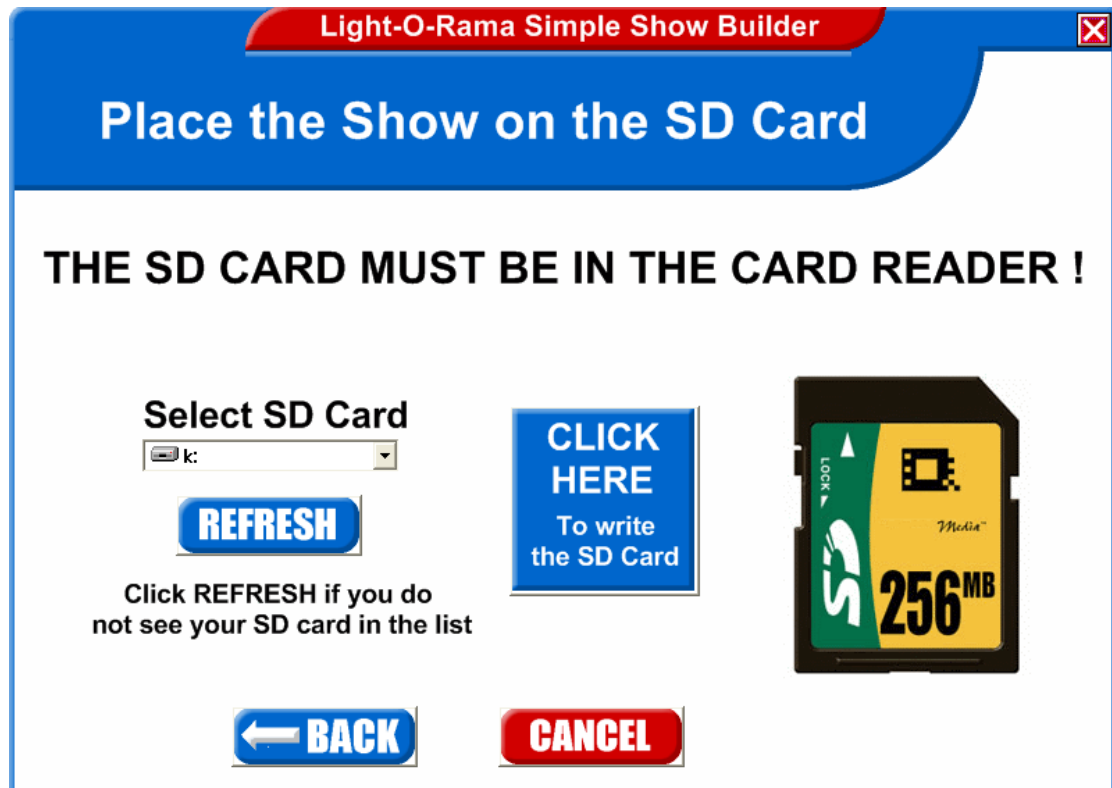 Light-O-Rama Simple Show Builder
Place the Show on the SD Card
THE SD CARD MUST BE IN THE CARD READER !
Select SD Card
k:
REFRESH
Click REFRESH if you do
not see your SD card in the list
CLICK
HERE
To write
the SD Card
LOCK
SD
Media™
256MB
BACK
CANCEL